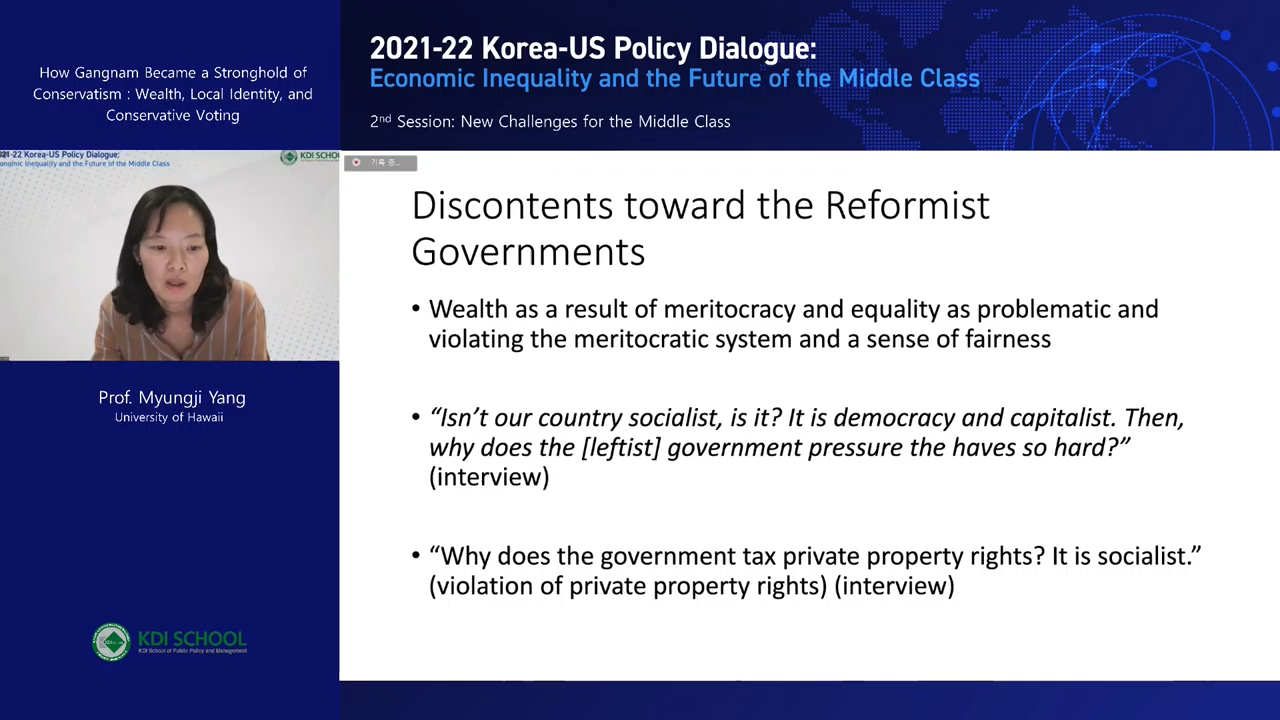 How Gangnam Became a Stronghold of
Conservatism : Wealth, Local Identity, and
Conservative Voting
2021-22 Korea-US Policy Dialogue:
Economic Inequality and the Future of the Middle Class
2nd Session: New Challenges for the Middle Class
21-22 Korea-US Policy Dialogue:
onomic Inequality and the Future of the Middle Class
KDI SCHOO
기록 중...
Discontents toward the Reformist
Governments
• Wealth as a result of meritocracy and equality as problematic and
violating the meritocratic system and a sense of fairness
• “Isn’t our country socialist, is it? It is democracy and capitalist. Then,
why does the [leftist] government pressure the haves so hard?”
(interview)
• “Why does the government tax private property rights? It is socialist.”
(violation of private property rights) (interview)
Prof. Myungji Yang
University of Hawaii
KDI SCHOOL
KDI School of Public Policy and Management